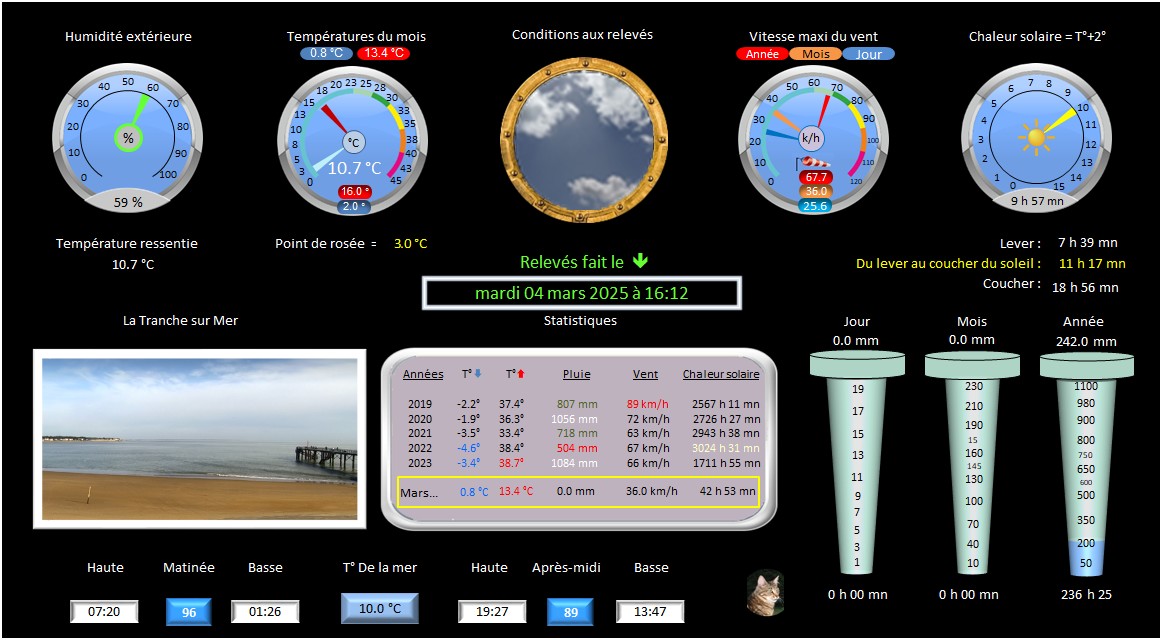 Humidité extérieure
0 10 20 30 40 50 60 70 80 90 100
%
59 %
Températures du mois
0.8 °C 13.4 °C
0 3 5 8 10 13 15 18 20 23 25 28 30 33 35 38 40 43 45
°C
10.7 °C
16.0 °
2.0 °
Conditions aux relevés
Vitesse maxi du vent
Année Mois Jour
0 10 20 30 40 50 60 70 80 90 100 110 120
k/h
67.7
36.0
25.6
Chaleur solaire = T°+2°
0 1 2 3 4 5 6 7 8 9 10 11 12 13 14 15
9 h 57 mn
Température ressentie
10.7 °C
Point de rosée = 3.0 °C
Relevés fait le
mardi 04 mars 2025 à 16:12
Lever : 7 h 39 mn
Du lever au coucher du soleil : 11 h 17 mn
Coucher : 18 h 56 mn
La Tranche sur Mer
Statistiques
Années T° T° Pluie Vent Chaleur solaire
2019 -2.2° 37.4° 807 mm 89 km/h 2567 h 11 mn
2020 -1.9° 36.3° 1056 mm 72 km/h 2726 h 27 mn
2021 -3.5° 33.4° 718 mm 63 km/h 2943 h 38 mn
2022 -4.6° 38.4° 504 mm 67 km/h 3024 h 31 mn
2023 -3.4° 38.7° 1084 mm 66 km/h 1711 h 55 mn
Mars... 0.8 °C 13.4 °C 0.0 mm 36.0 km/h 42 h 53 mn
Jour
0.0 mm
19
17
15
13
11
9
7
5
3
1
0 h 00 mn
Mois
0.0 mm
230
210
190
15
160
145
130
100
70
40
10
0 h 00 mn
Année
242.0 mm
1100
980
900
800
750
650
600
500
350
200
50
236 h 25
Haute Matinée Basse T° De la mer Haute Après-midi Basse
07:20 96 01:26 10.0 °C 19:27 89 13:47